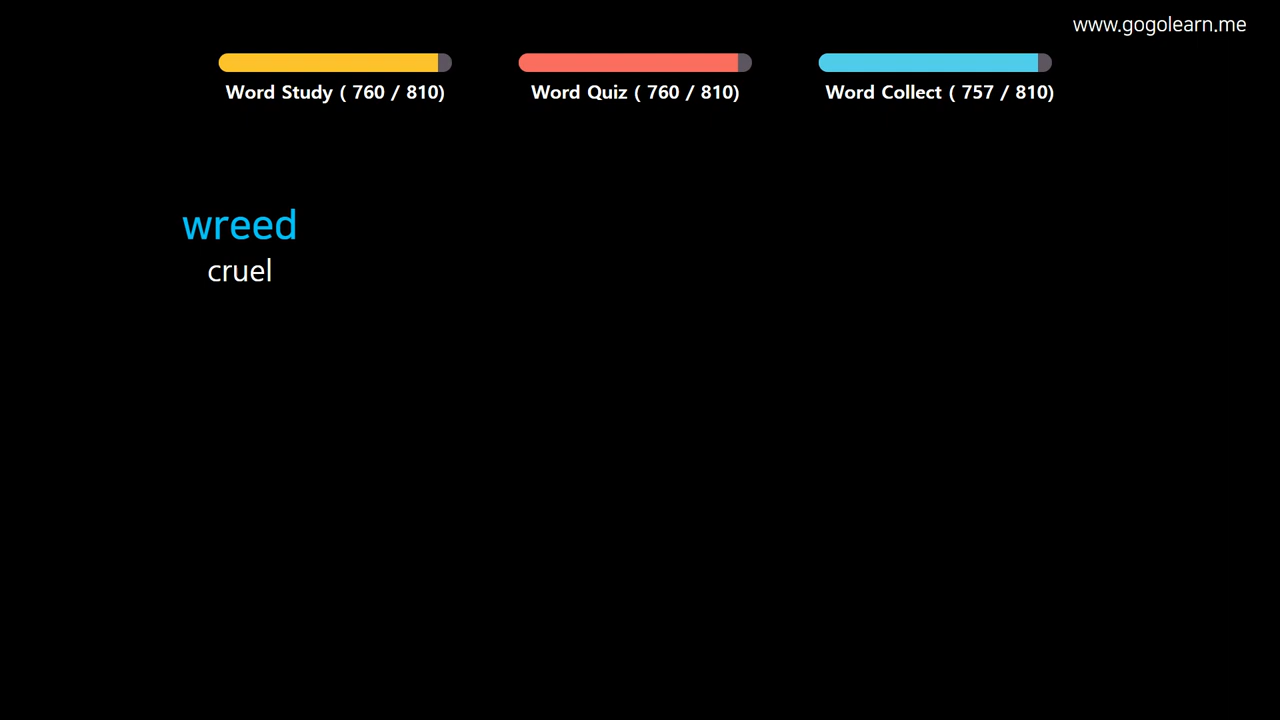 www.gogolearn.me
Word Study ( 760 / 810)
Word Quiz ( 760 / 810)
Word Collect ( 757 / 810)
wreed
cruel